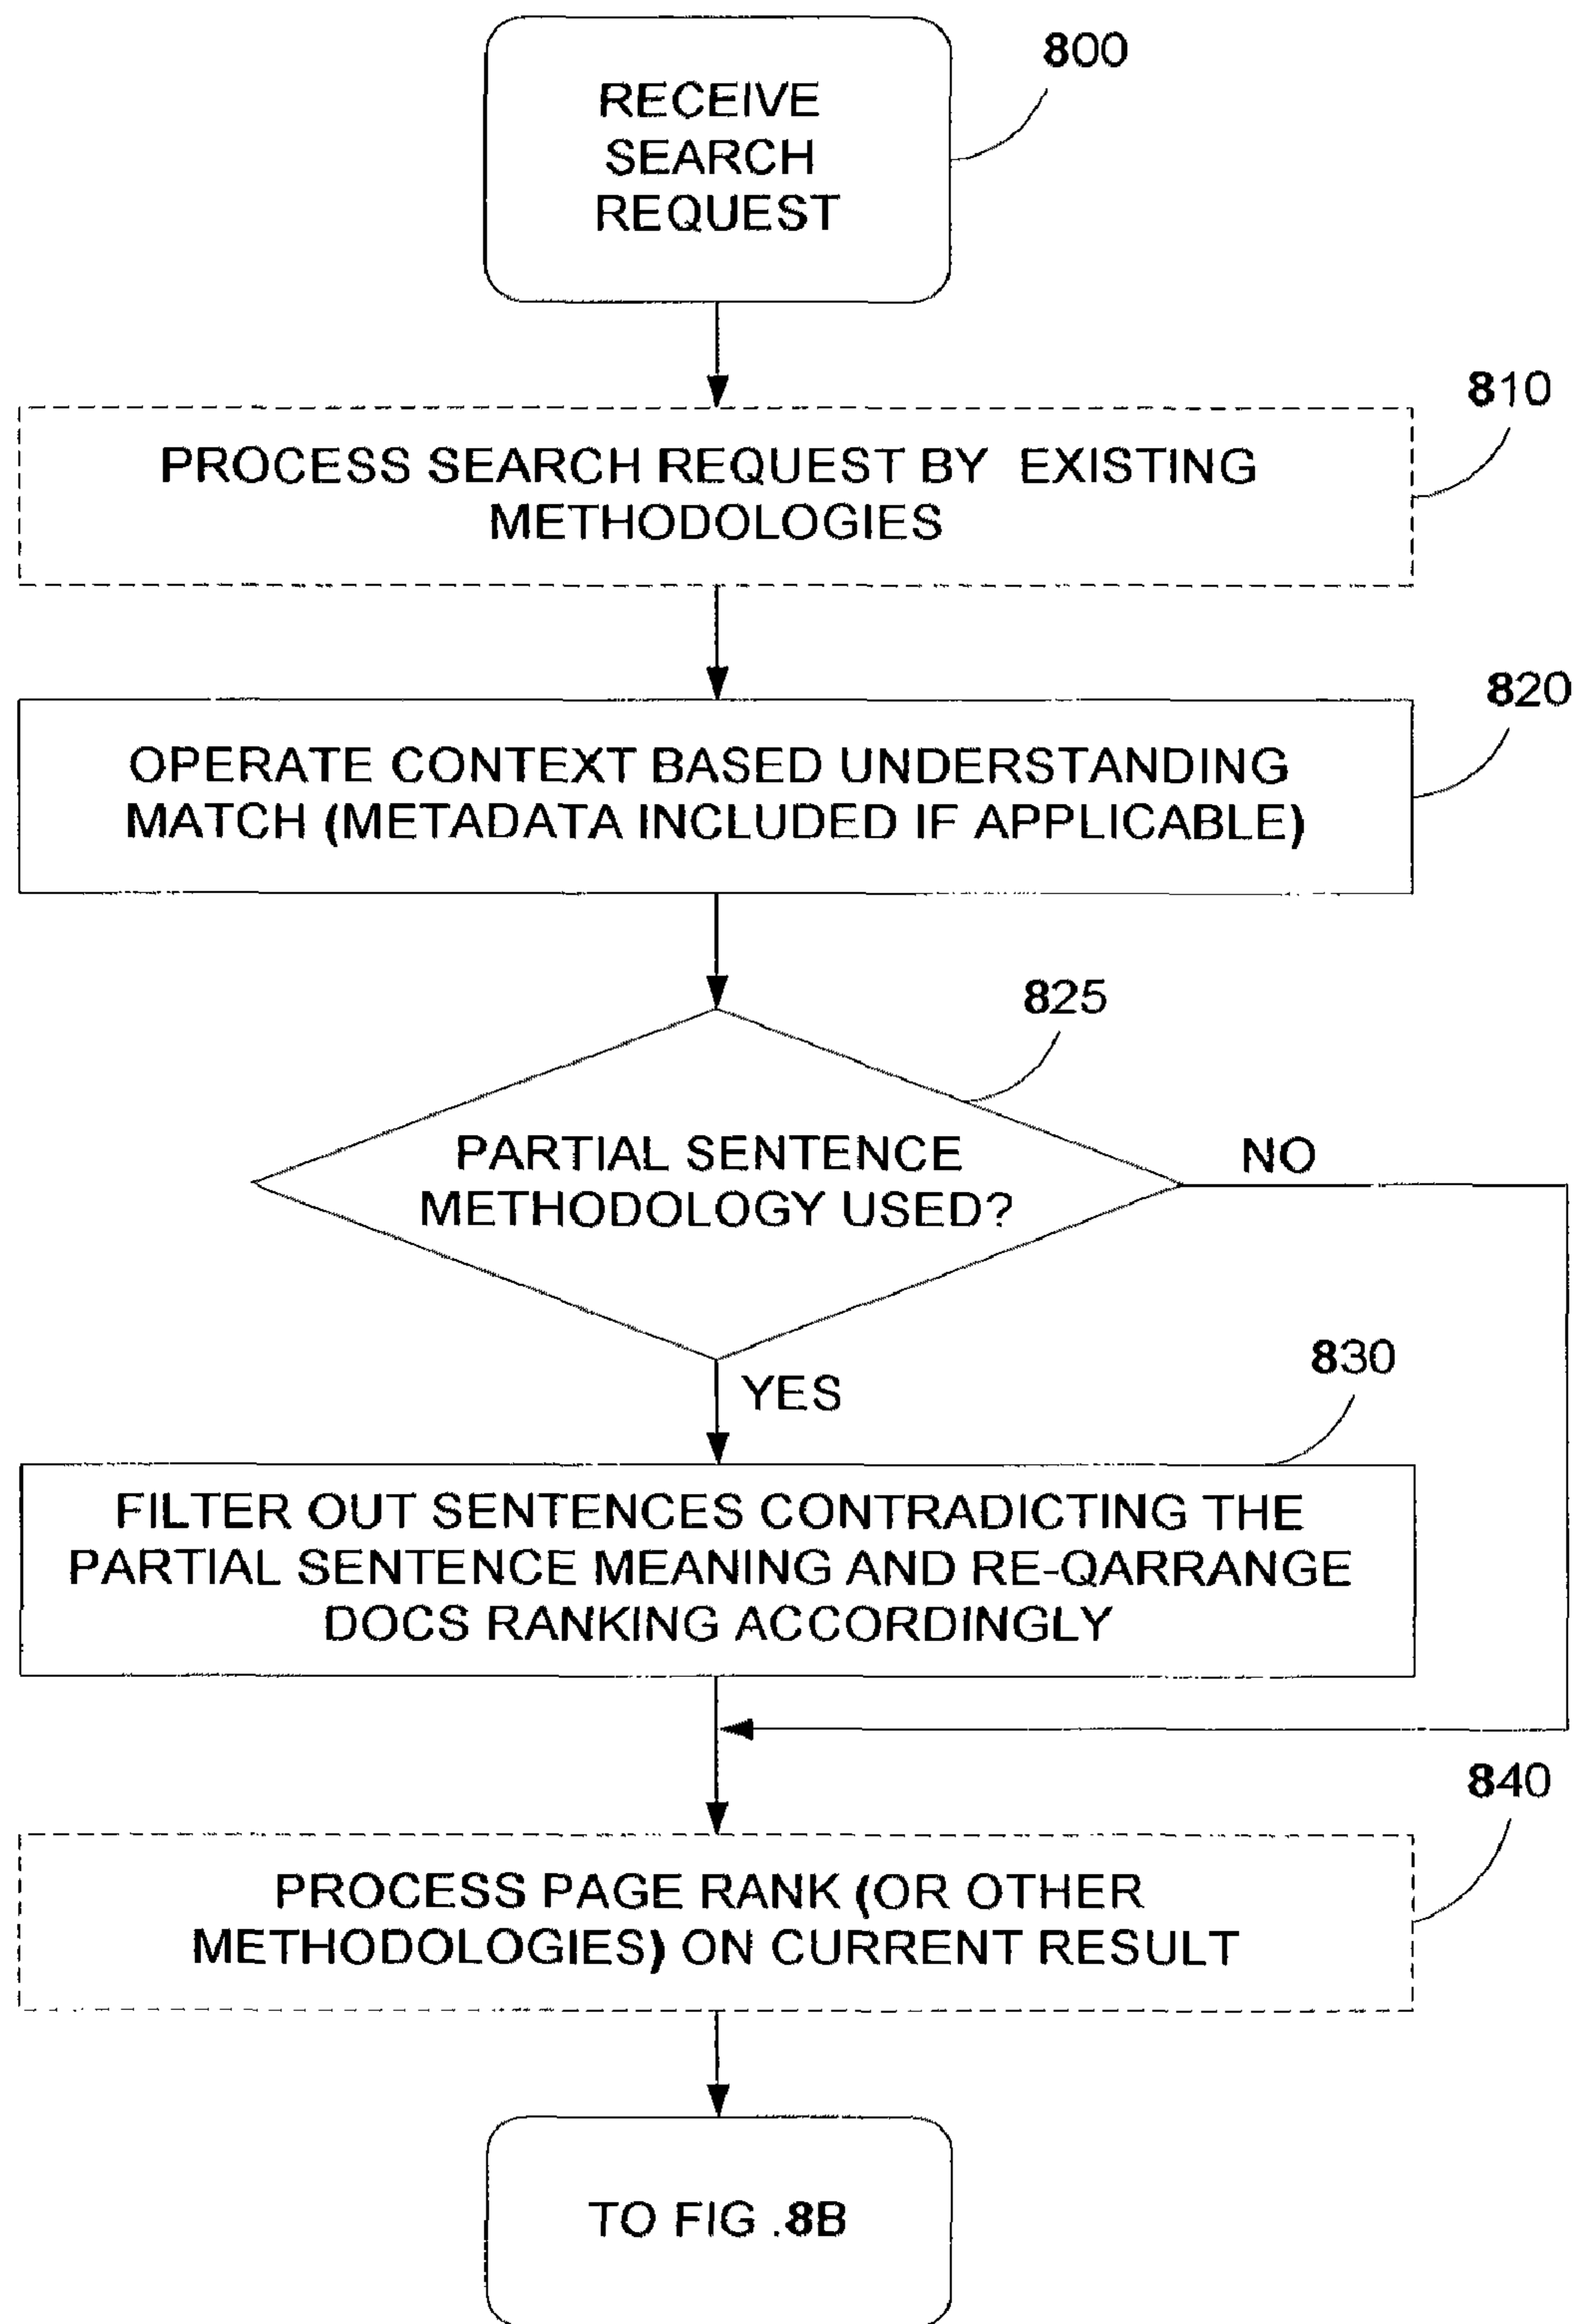 800
RECEIVE
SEARCH
REQUEST
810
PROCESS SEARCH REQUEST BY EXISTING
METHODOLOGIES
820
OPERATE CONTEXT BASED UNDERSTANDING
MATCH (METADATA INCLUDED IF APPLICABLE)
825
PARTIAL SENTENCE
METHODOLOGY USED?
NO
YES
830
FILTER OUT SENTENCES CONTRADICTING THE
PARTIAL SENTENCE MEANING AND RE-QARRANGE
DOCS RANKING ACCORDINGLY
840
PROCESS PAGE RANK (OR OTHER
METHODOLOGIES) ON CURRENT RESULT
TO FIG .8B